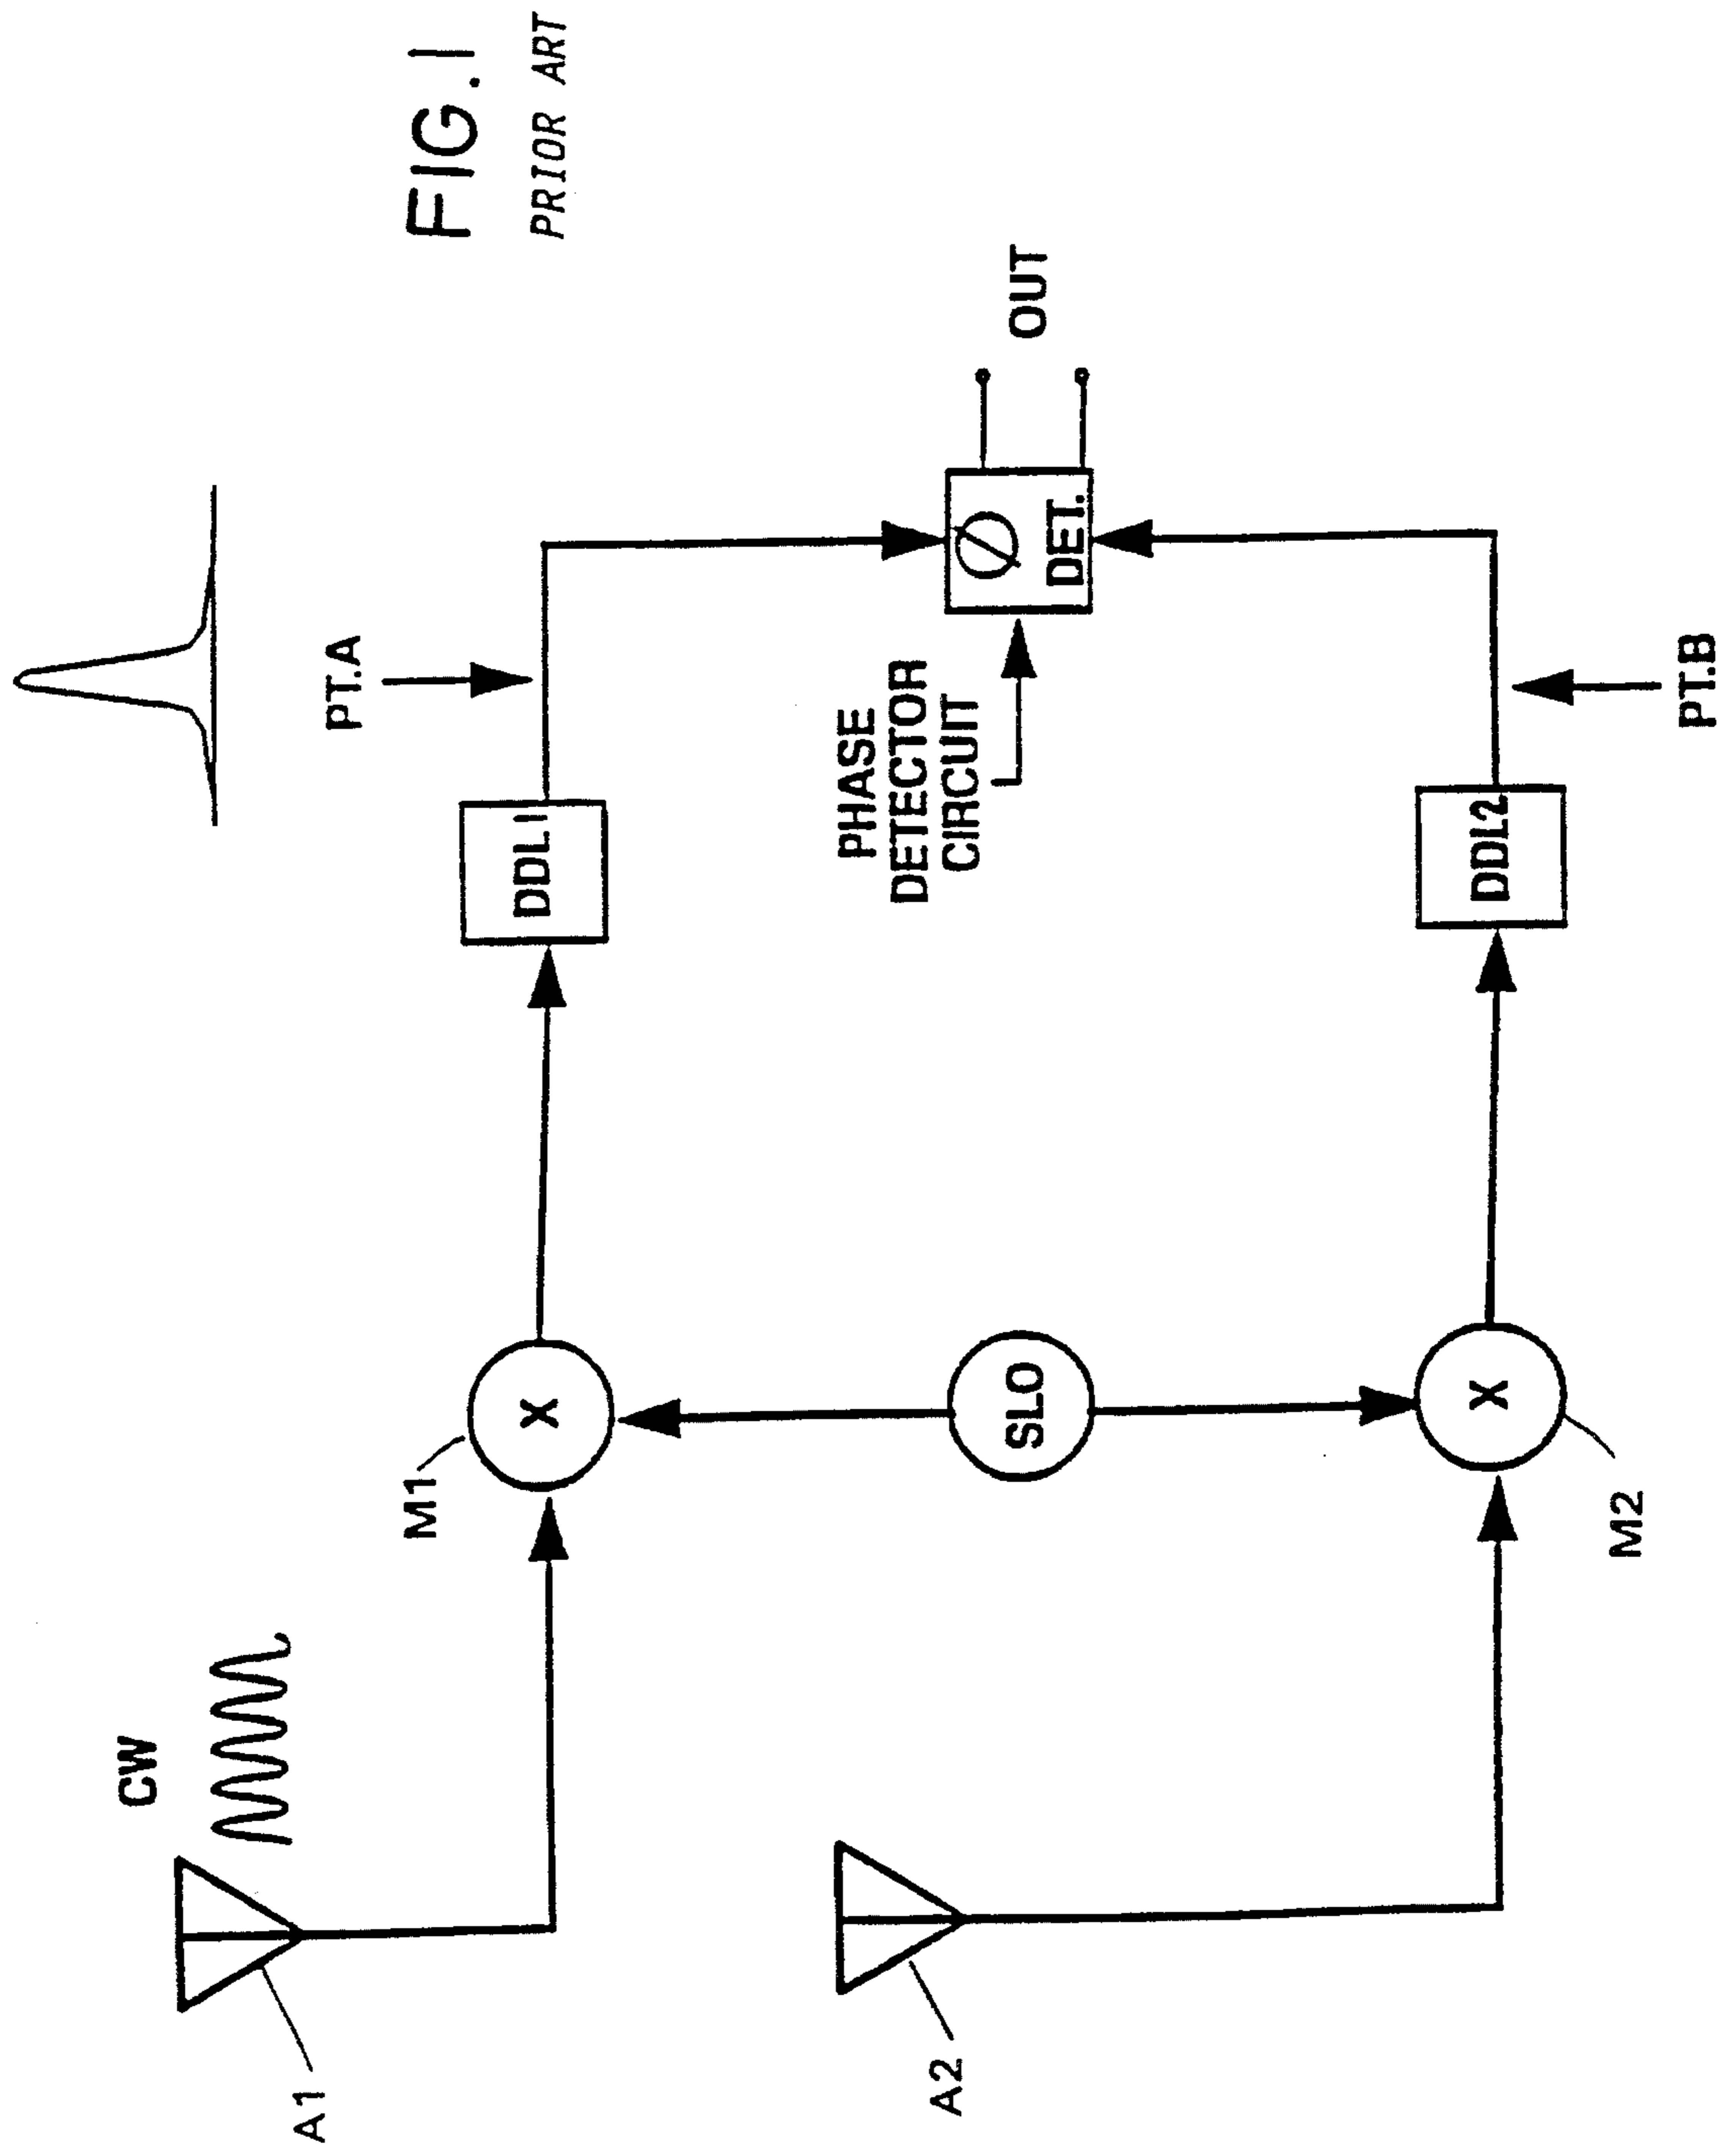 FIG.1
PRIOR ART
CW
A1
M1
X
DDL1
PT.A
SLO
PHASE
DETECTOR
CIRCUIT
Ø
DET.
OUT
A2
M2
X
DDL2
PT.B